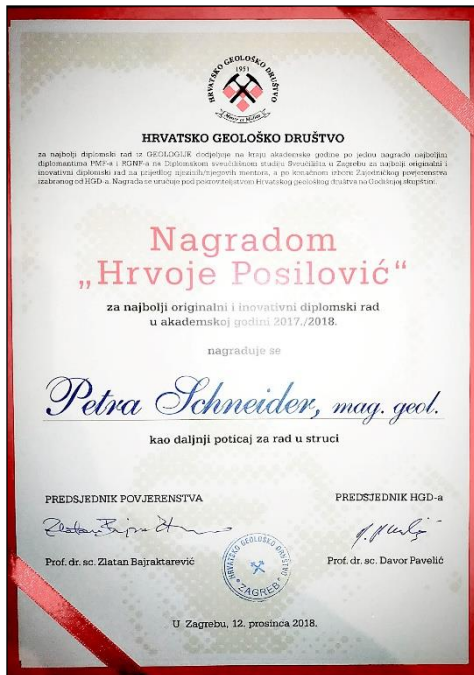 HRVATSKO GEOLOŠKO DRUŠTVO
1951
Mente et Malleo
HRVATSKO GEOLOŠKO DRUŠTVO
za najbolji diplomski rad iz GEOLOGIJE dodjeljuje na kraju akademske godine po jednu nagradu najboljim
diplomantima PMF-a i RGNF-a na Diplomskom sveučilišnom studiju Sveučilišta u Zagrebu za najbolji originalni i
inovativni diplomski rad na prijedlog njezinih/njegovih mentora, a po konačnom izboru Zajedničkog povjerenstva
izabranog od HGD-a. Nagrada se uručuje pod pokroviteljstvom Hrvatskog geološkog društva na Godišnjoj skupštini.
Nagradom
„Hrvoje Posilović“
za najbolji originalni i inovativni diplomski rad
u akademskoj godini 2017./2018.
nagrađuje se
Petra Schneider, mag. geol.
kao daljnji poticaj za rad u struci
PREDSJEDNIK POVJERENSTVA
PREDSJEDNIK HGD-a
Prof. dr. sc. Zlatan Bajraktarević
Prof. dr. sc. Davor Pavelić
HRVATSKO GEOLOŠKO DRUŠTVO
ZAGREB
U Zagrebu, 12. prosinca 2018.